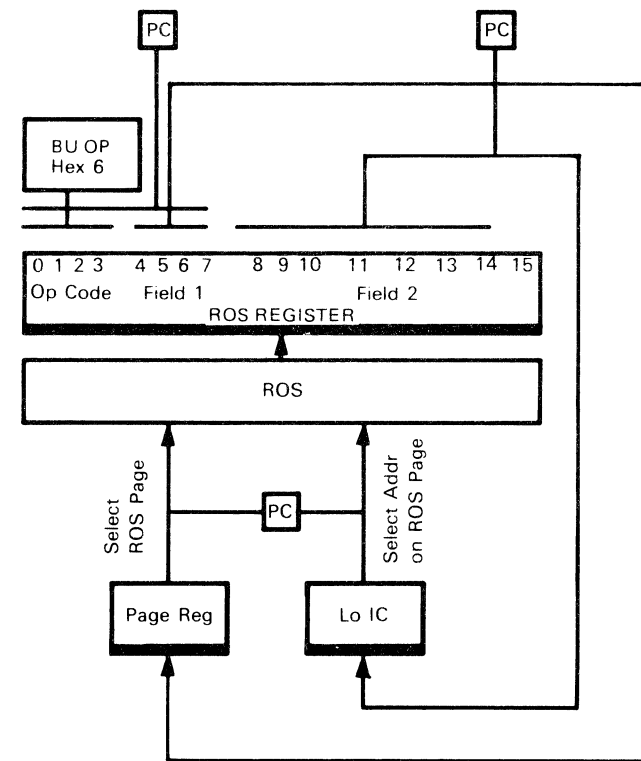 PC
PC
BU OP
Hex 6
0 1 2 3 4 5 6 7 8 9 10 11 12 13 14 15
Op Code Field 1 Field 2
ROS REGISTER
ROS
Select
ROS Page
PC
Select Addr
on ROS Page
Page Reg
Lo IC